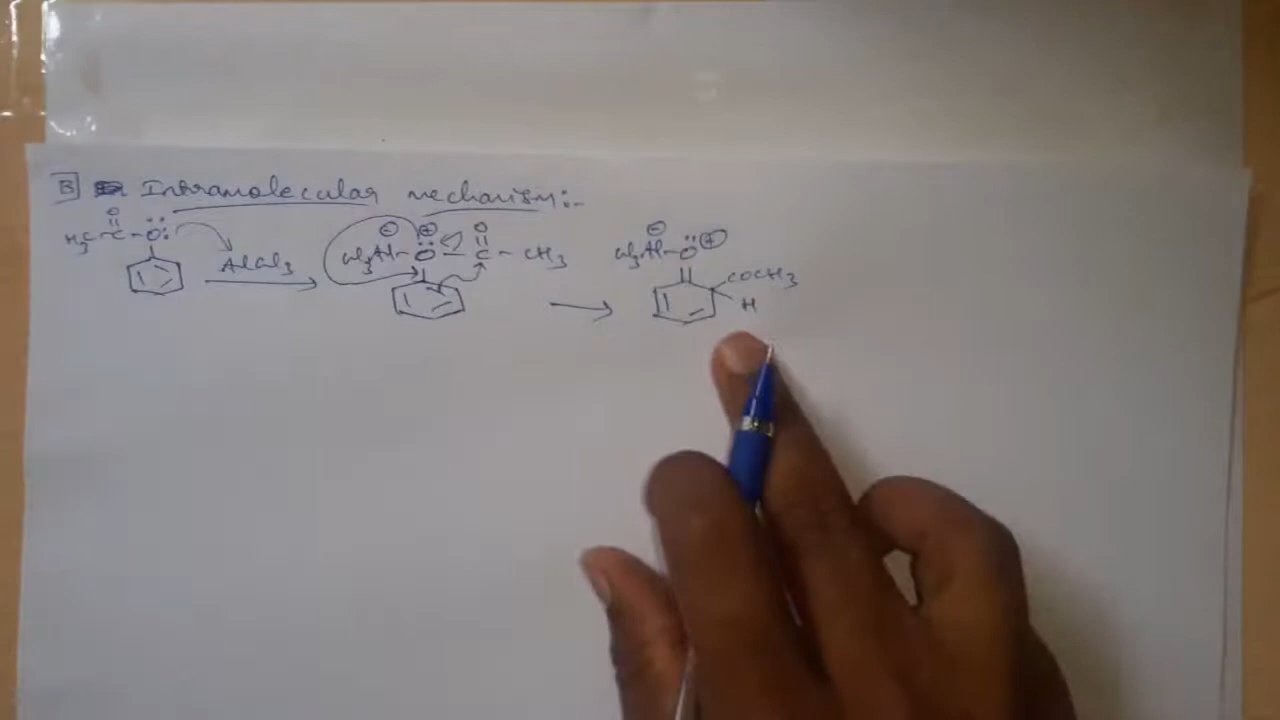 B Intramolecular mechanism:-
O ⊖ ⊕ O ⊖
H3C-C-O: Cl3Al-O-C-CH3 Cl3Al-O⊕
AlCl3 COCH3
H